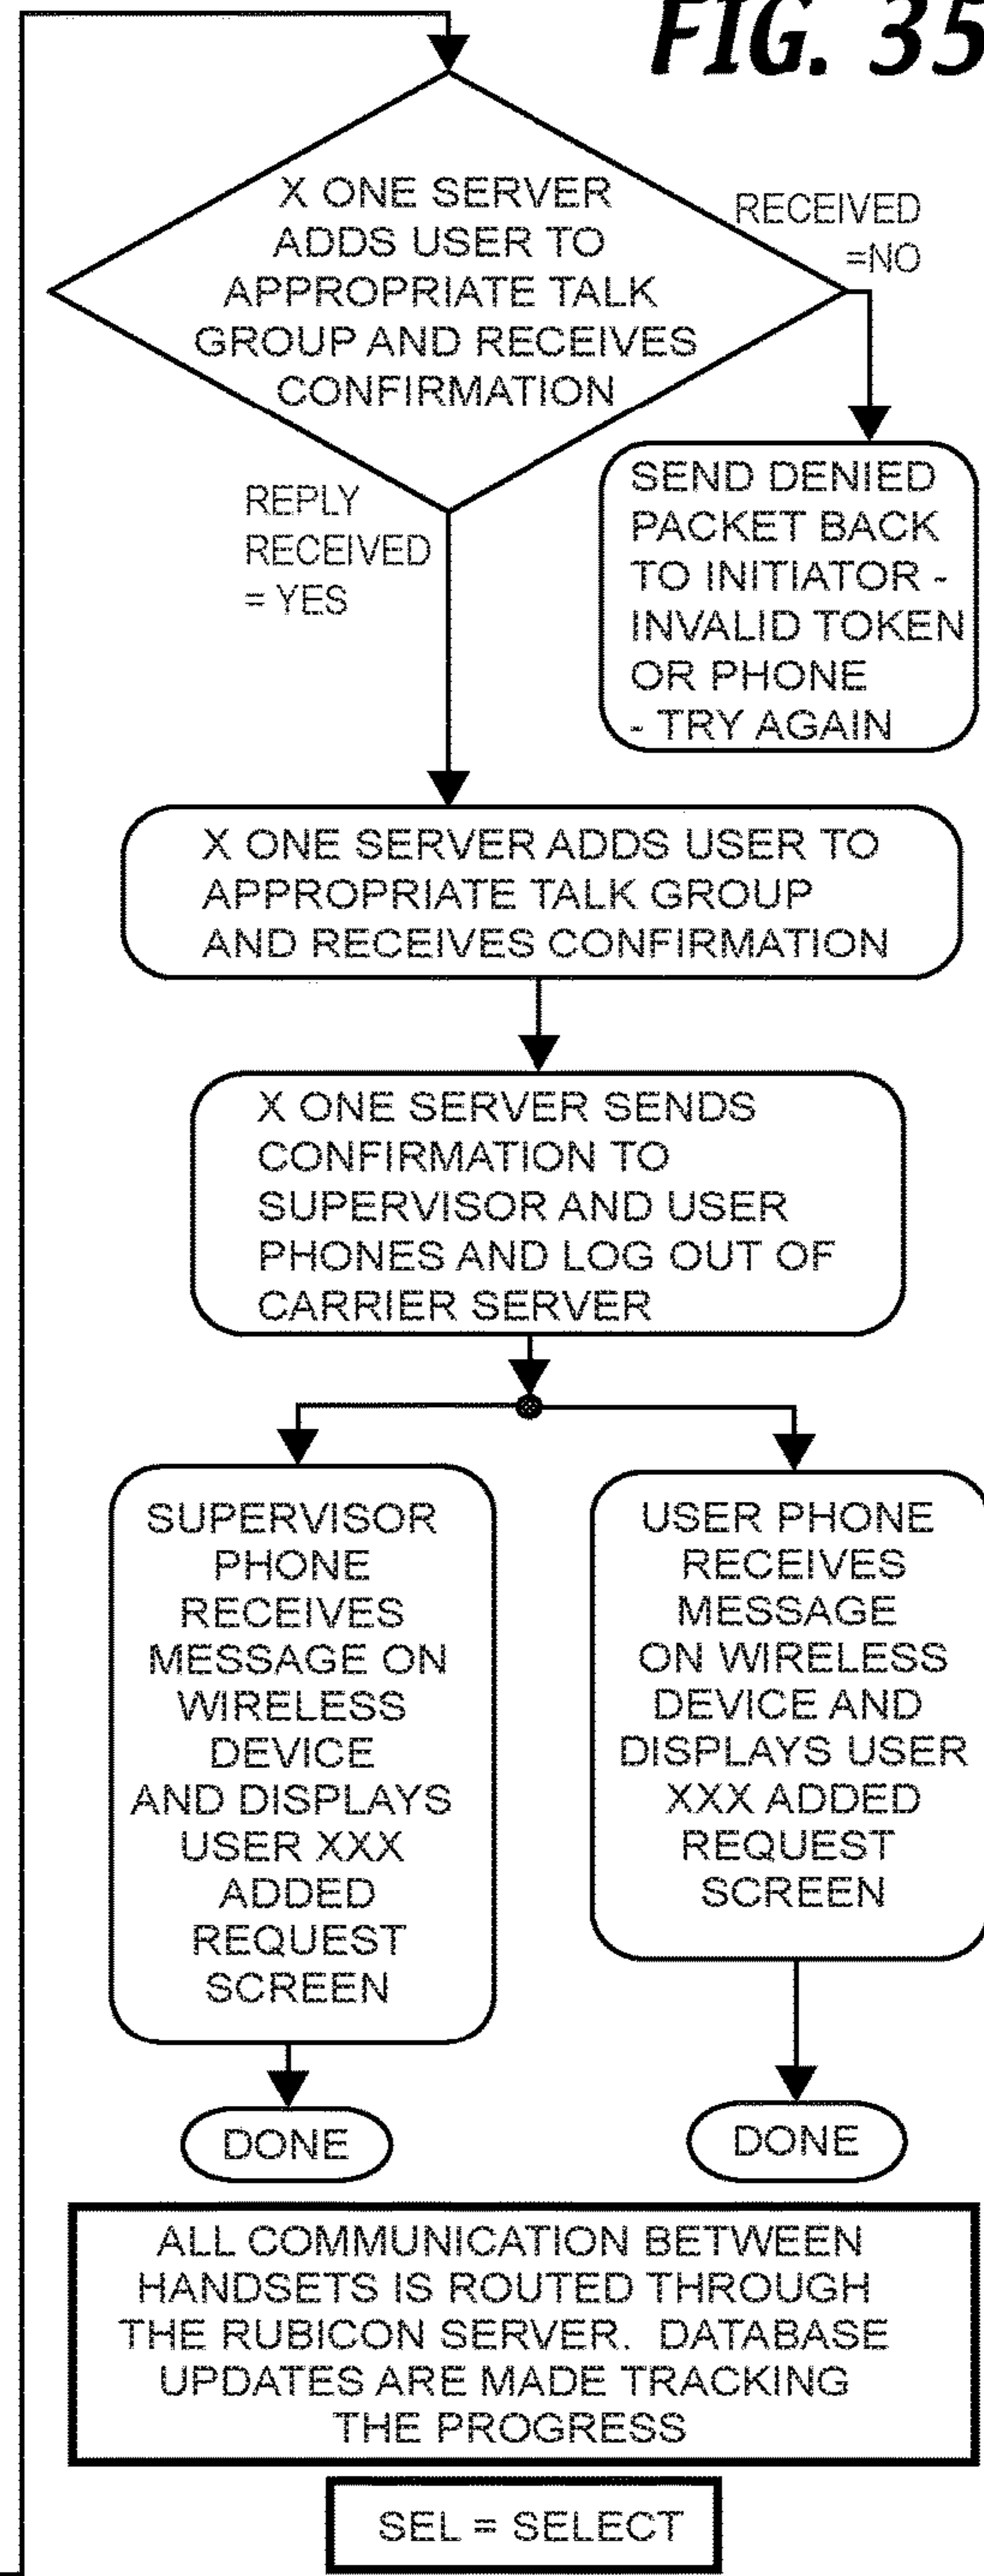 FIG. 35
X ONE SERVER
ADDS USER TO
APPROPRIATE TALK
GROUP AND RECEIVES
CONFIRMATION
RECEIVED
=NO
REPLY
RECEIVED
= YES
SEND DENIED
PACKET BACK
TO INITIATOR -
INVALID TOKEN
OR PHONE
- TRY AGAIN
X ONE SERVER ADDS USER TO
APPROPRIATE TALK GROUP
AND RECEIVES CONFIRMATION
X ONE SERVER SENDS
CONFIRMATION TO
SUPERVISOR AND USER
PHONES AND LOG OUT OF
CARRIER SERVER
SUPERVISOR
PHONE
RECEIVES
MESSAGE ON
WIRELESS
DEVICE
AND DISPLAYS
USER XXX
ADDED
REQUEST
SCREEN
USER PHONE
RECEIVES
MESSAGE
ON WIRELESS
DEVICE AND
DISPLAYS USER
XXX ADDED
REQUEST
SCREEN
DONE
DONE
ALL COMMUNICATION BETWEEN
HANDSETS IS ROUTED THROUGH
THE RUBICON SERVER. DATABASE
UPDATES ARE MADE TRACKING
THE PROGRESS
SEL = SELECT